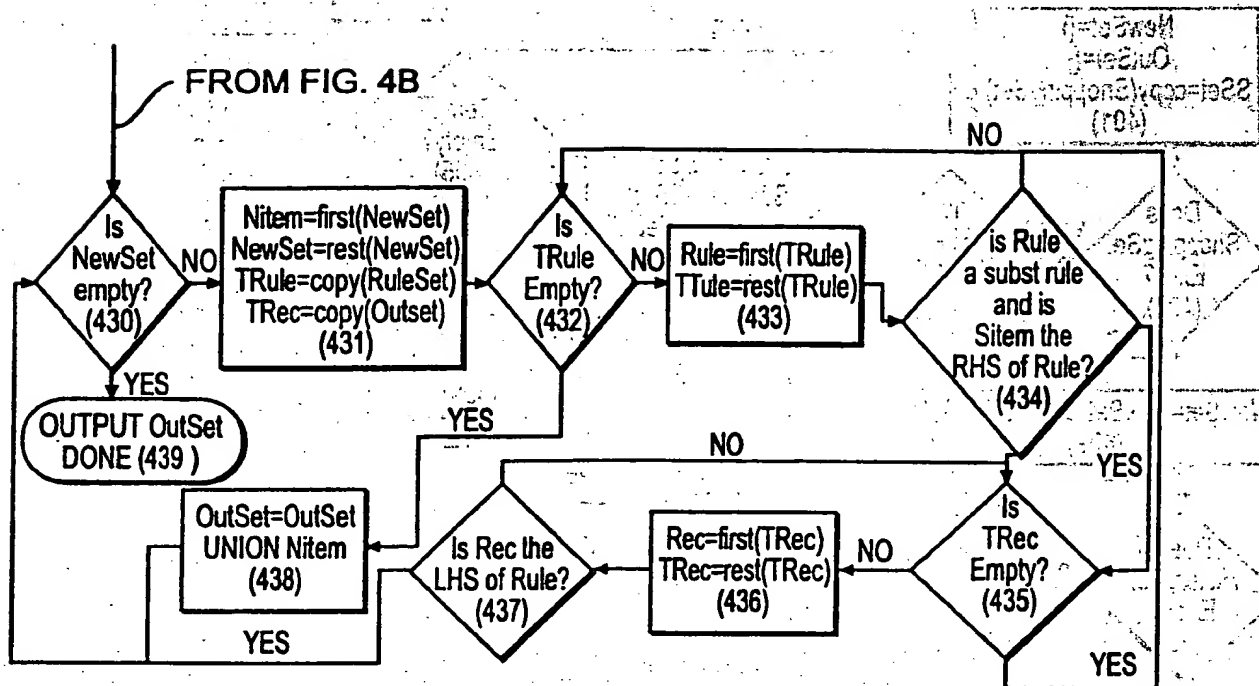 FROM FIG. 4B
Is
NewSet
empty?
(430)
NO
YES
OUTPUT OutSet
DONE (439 )
Nitem=first(NewSet)
NewSet=rest(NewSet)
TRule=copy(RuleSet)
TRec=copy(Outset)
(431)
Is
TRule
Empty?
(432)
NO
YES
Rule=first(TRule)
TTule=rest(TRule)
(433)
NO
is Rule
a subst rule
and is
Sitem the
RHS of Rule?
(434)
YES
Is
TRec
Empty?
(435)
NO
YES
Rec=first(TRec)
TRec=rest(TRec)
(436)
Is Rec the
LHS of Rule?
(437)
NO
YES
OutSet=OutSet
UNION Nitem
(438)
NewSet={}
OutSet={}
(401)